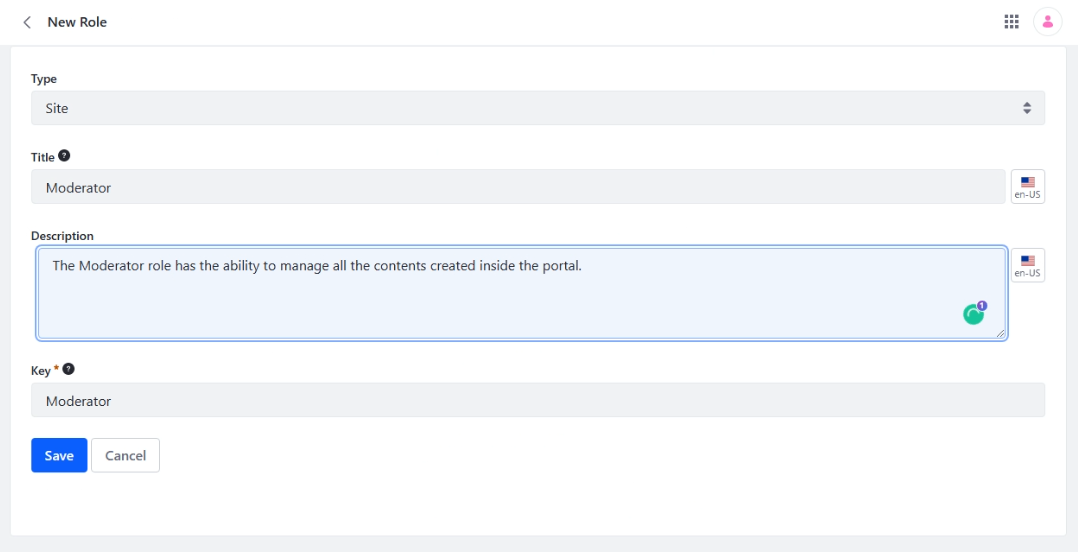 New Role
Type
Site
Title ?
Moderator
en-US
Description
The Moderator role has the ability to manage all the contents created inside the portal.
en-US
1
Key * ?
Moderator
Save Cancel